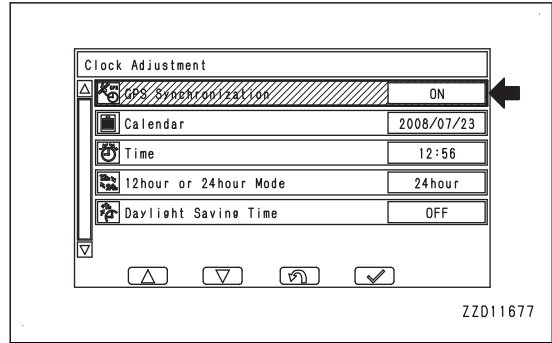 Clock Adjustment
GPS Synchronization ON
Calendar 2008/07/23
Time 12:56
12hour or 24hour Mode 24hour
Daylight Saving Time OFF
ZZD11677